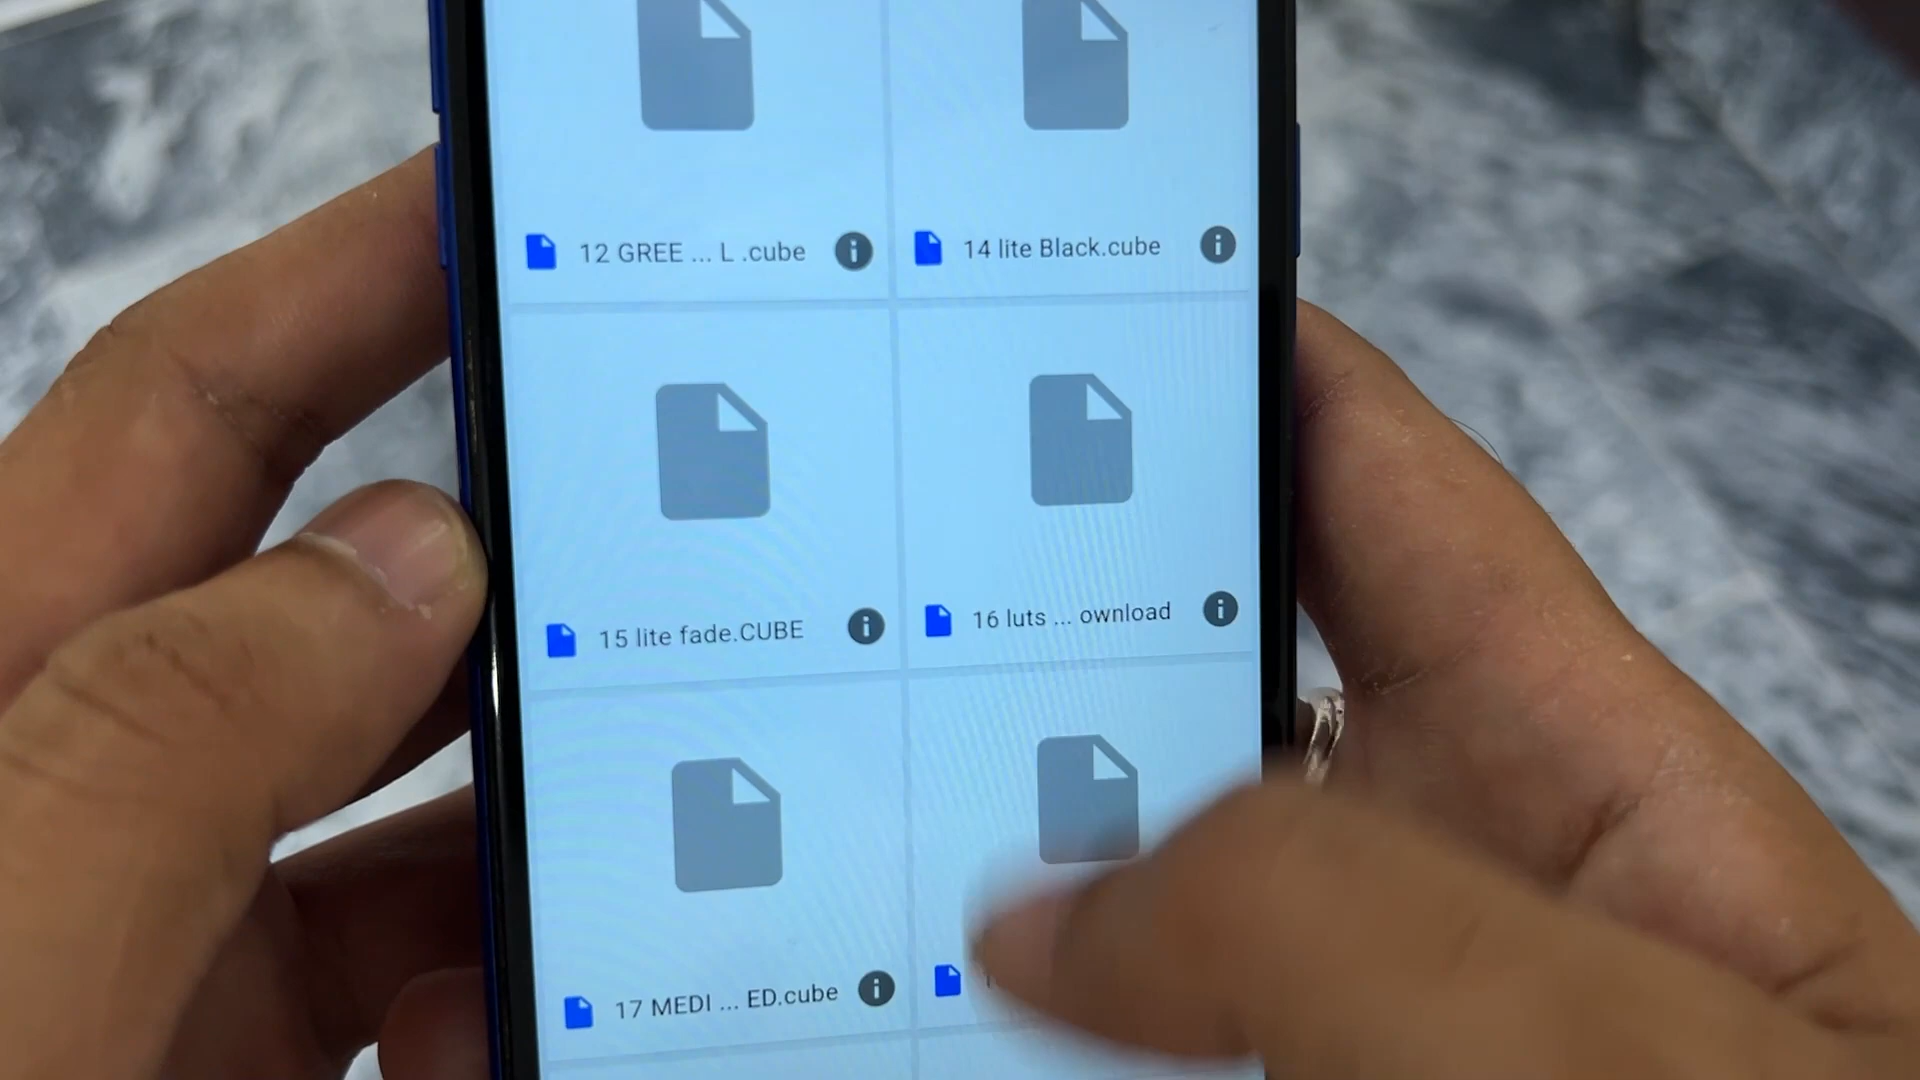 12 GREE ... L .cube
14 lite Black.cube
15 lite fade.CUBE
16 luts ... ownload
17 MEDI ... ED.cube